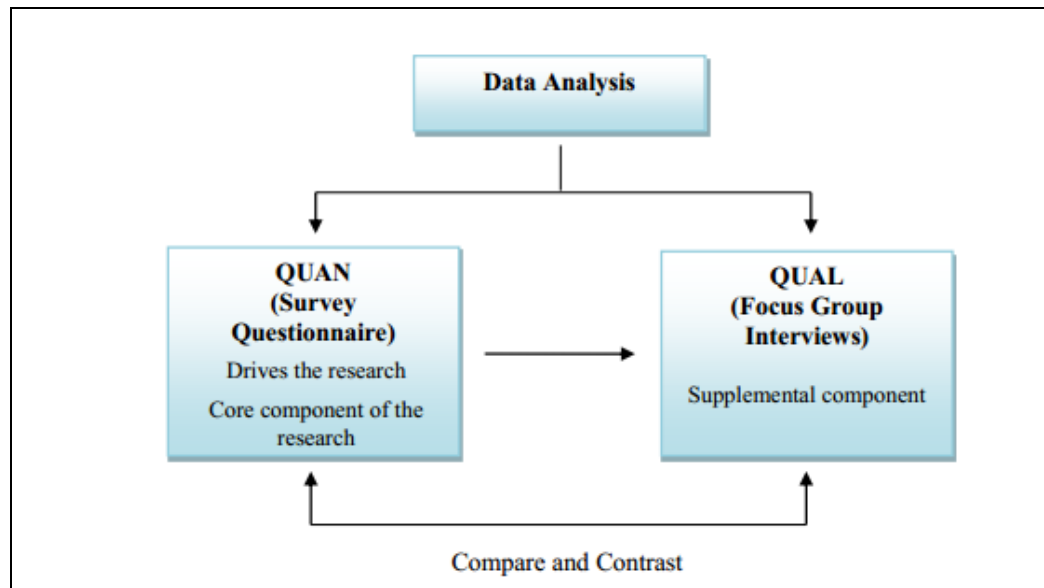 Data Analysis
QUAN
(Survey
Questionnaire)
Drives the research
Core component of the
research
QUAL
(Focus Group
Interviews)
Supplemental component
Compare and Contrast